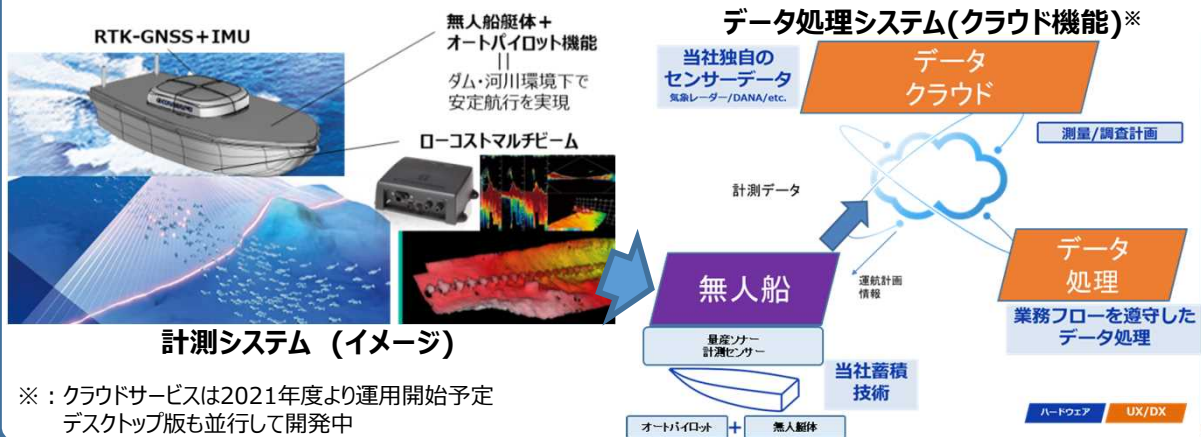 RTK-GNSS+IMU
無人船艇体＋
オートパイロット機能
||
ダム・河川環境下で
安定航行を実現
ローコストマルチビーム
計測システム (イメージ)
※：クラウドサービスは2021年度より運用開始予定
デスクトップ版も並行して開発中
データ処理システム(クラウド機能)※
当社独自の
センサーデータ
気象レーダー/DANA/etc.
データ
クラウド
測量/調査計画
計測データ
無人船
運航計画
情報
データ
処理
業務フローを遵守した
データ処理
量産ソナー
計測センサー
当社蓄積
技術
オートパイロット
+
無人艇体
ハードウェア
UX/DX